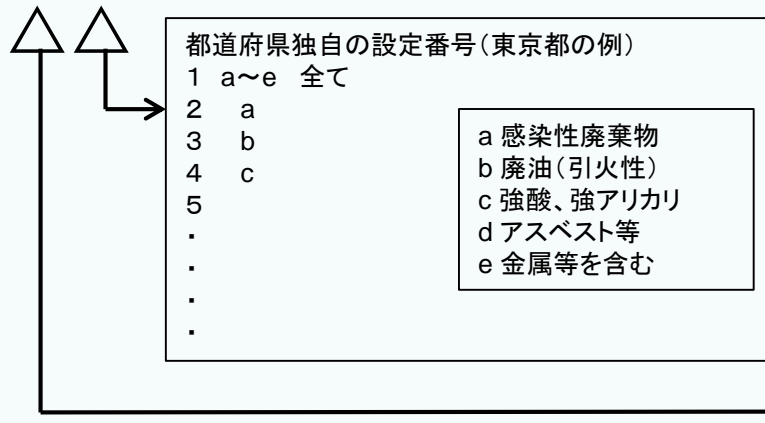 都道府県独自の設定番号(東京都の例)
1 a~e 全て
2 a
3 b
4 c
5
・
・
・
・
a 感染性廃棄物
b 廃油(引火性)
c 強酸、強アリカリ
d アスベスト等
e 金属等を含む